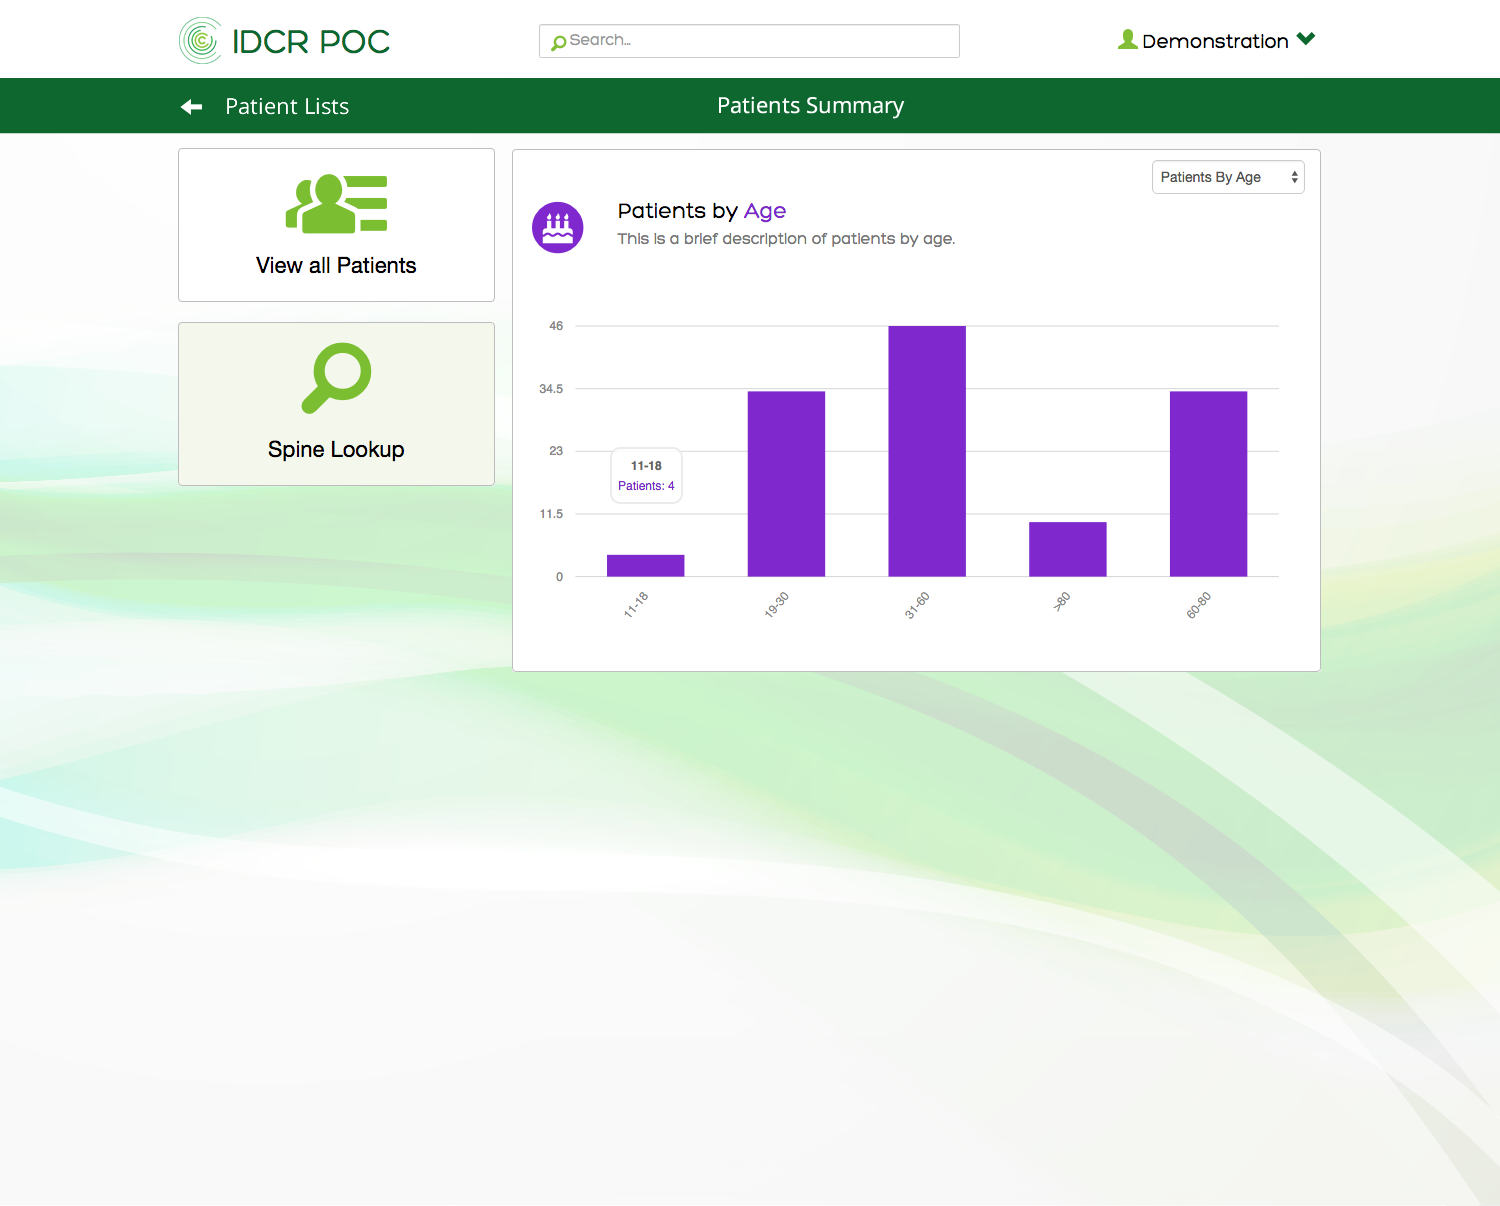 IDCR POC
Search...
Demonstration
Patient Lists
Patients Summary
View all Patients
Spine Lookup
Patients By Age
Patients by Age
This is a brief description of patients by age.
46
34.5
23
11.5
0
11-18
Patients: 4
11-18
19-30
31-60
>80
60-80